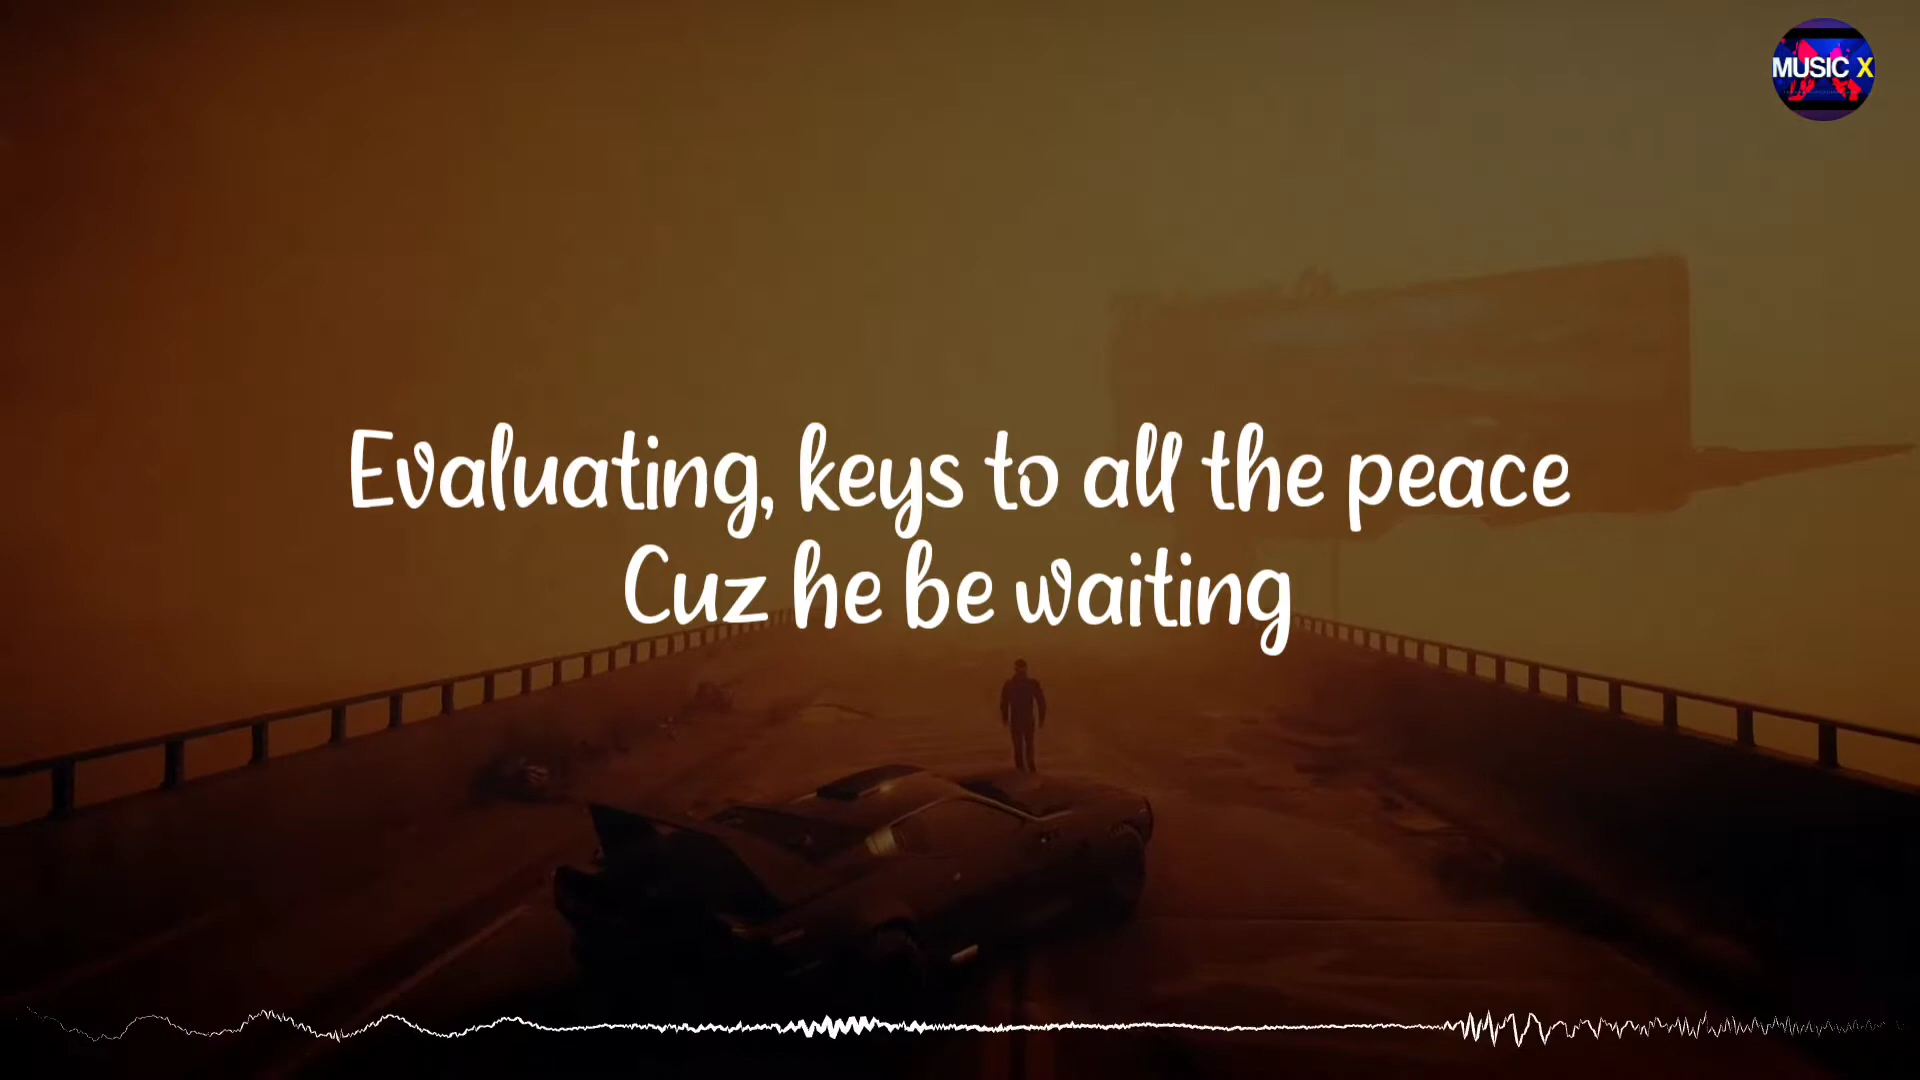 MUSIC X
Evaluating, keys to all the peace
Cuz he be waiting